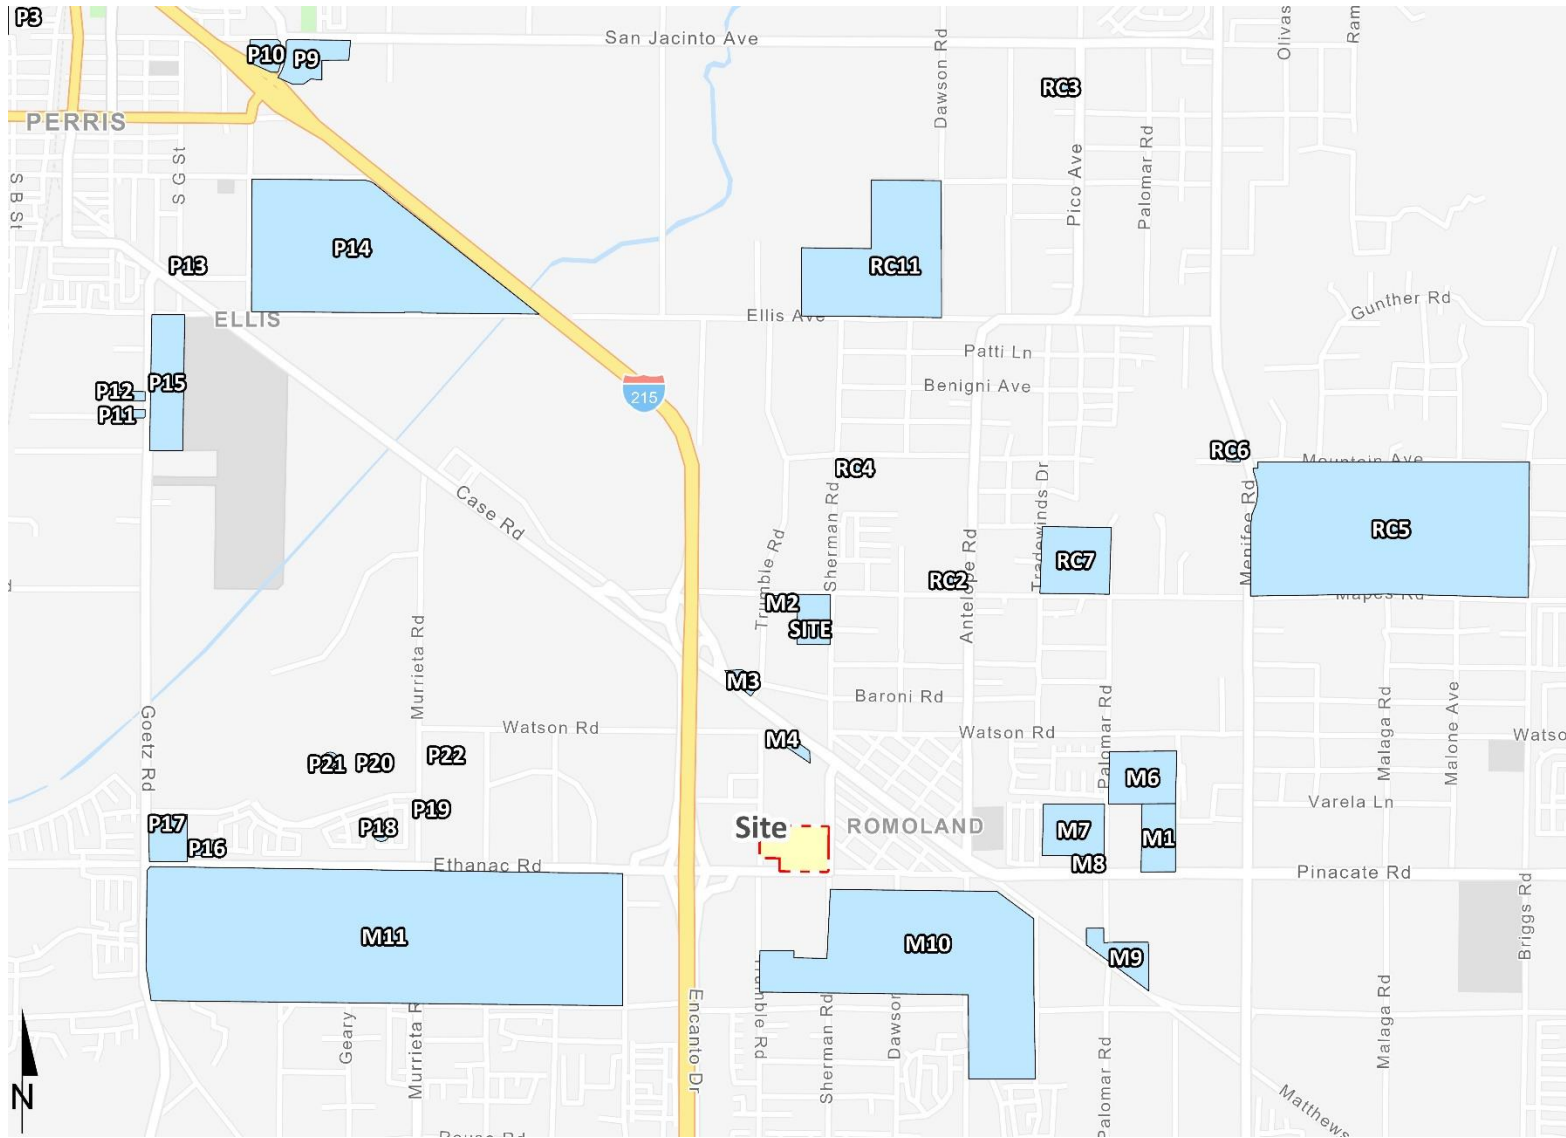 P3
San Jacinto Ave
P10
P9
Dawson Rd
Olivas
Ram
RC3
PERRIS
Pico Ave
Palomar Rd
S G St
S B St
P14
P13
RC11
ELLIS
Ellis Ave
Gunther Rd
Patti Ln
Benigni Ave
P12
P15
P11
215
RC6
Mountain Ave
RC4
Case Rd
Sherman Rd
Tradewinds Dr
Menifee Rd
RC5
Trumble Rd
Antelope Rd
RC7
RC2
Mapes Rd
M2
SITE
Murrieta Rd
M3
Baroni Rd
Palomar Rd
Malaga Rd
Malone Ave
Goetz Rd
Watson Rd
M4
Watson Rd
Watso
P21
P20
P22
M6
P19
Varela Ln
P17
P18
Site
ROMOLAND
M7
M1
P16
Ethanac Rd
M8
Pinacate Rd
M11
M10
M9
Briggs Rd
Encanto Dr
Trumble Rd
Sherman Rd
Dawson
Geary
Murrieta R
Malaga Rd
Palomar Rd
Matthews
N